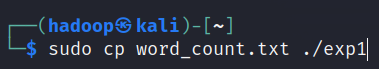 ┌──(hadoop㉿kali)-[~]
└─$ sudo cp word_count.txt ./exp1